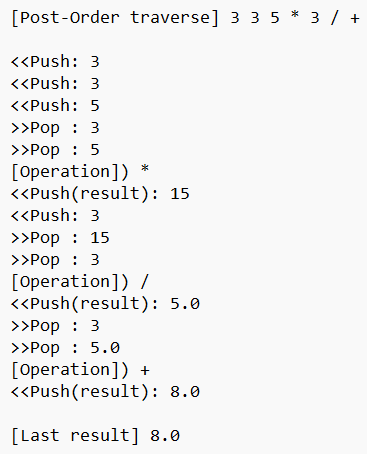 [Post-Order traverse] 3 3 5 * 3 / +
<<Push: 3
<<Push: 3
<<Push: 5
>>Pop : 3
>>Pop : 5
[Operation]) *
<<Push(result): 15
<<Push: 3
>>Pop : 15
>>Pop : 3
[Operation]) /
<<Push(result): 5.0
>>Pop : 3
>>Pop : 5.0
[Operation]) +
<<Push(result): 8.0
[Last result] 8.0